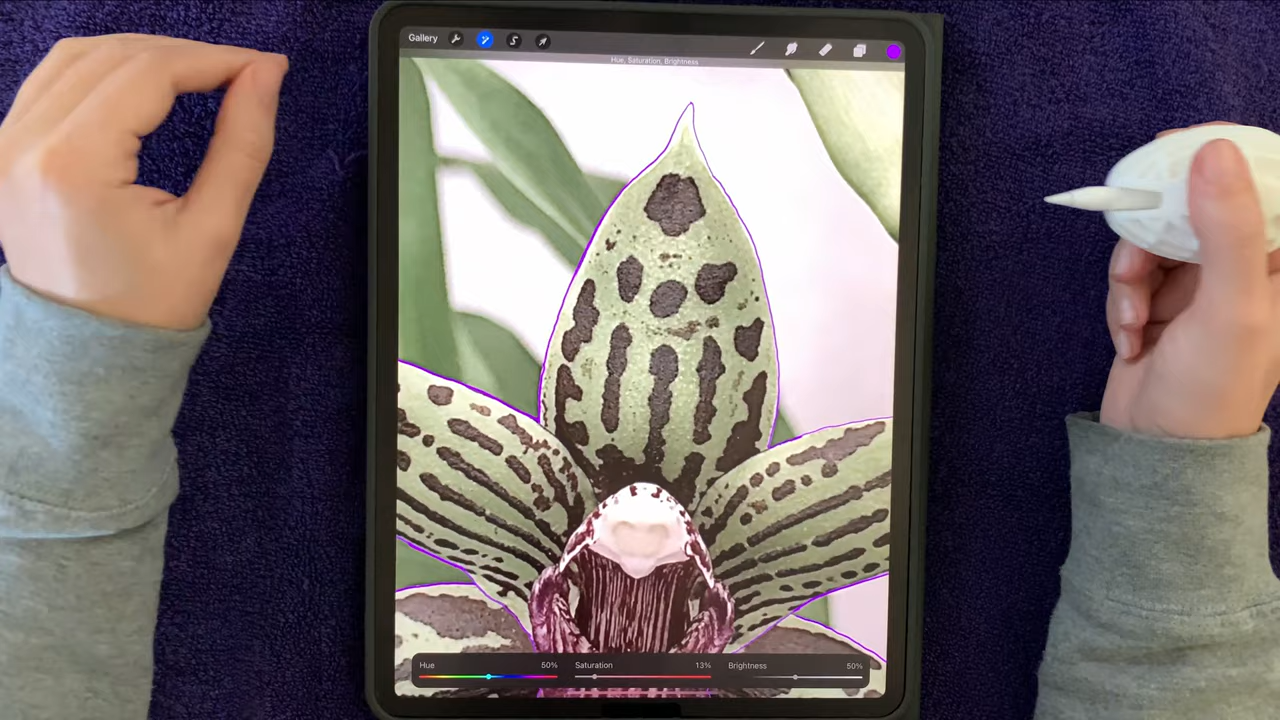 Gallery
Hue, Saturation, Brightness
Hue 50% Saturation 13% Brightness 50%